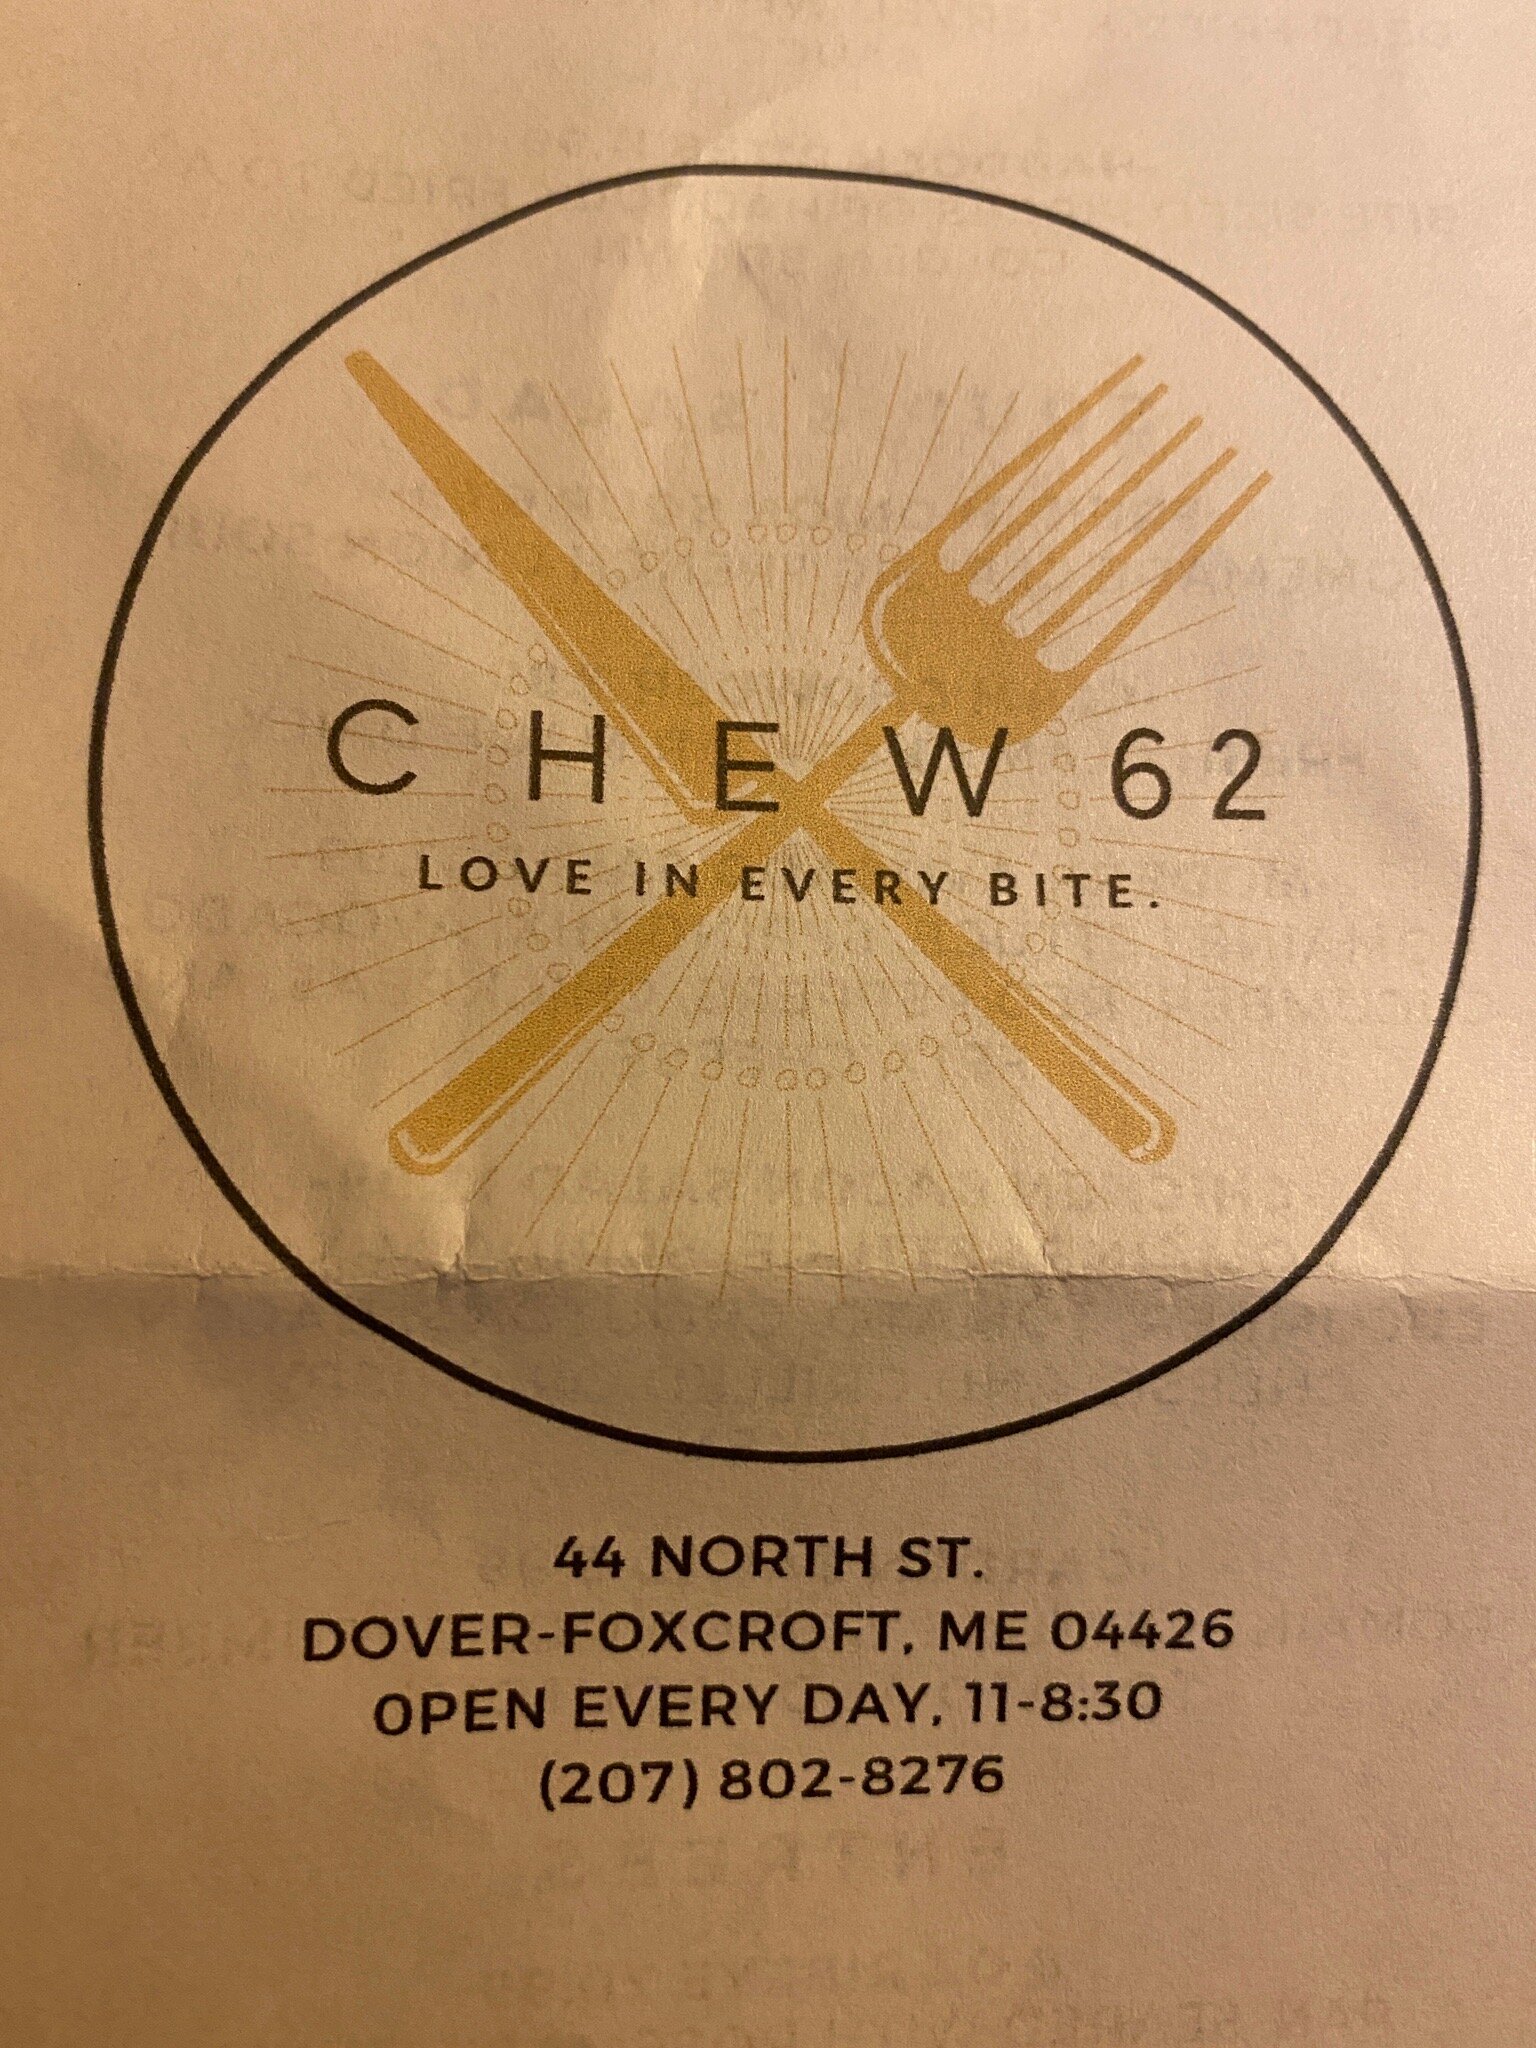 CHEW 62
LOVE IN EVERY BITE.
44 NORTH ST.
DOVER-FOXCROFT, ME 04426
OPEN EVERY DAY, 11-8:30
(207) 802-8276